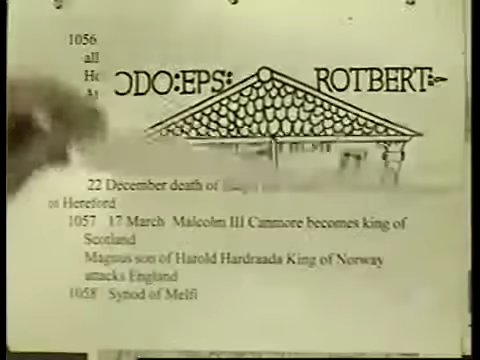 1056
all
ODO:EPS: ROTBERT:
22 December death of
of Hereford
1057 17 March Malcolm III Canmore becomes king of
Scotland
Magnus son of Harold Hardraada King of Norway
attacks England
1058 Synod of Melfi